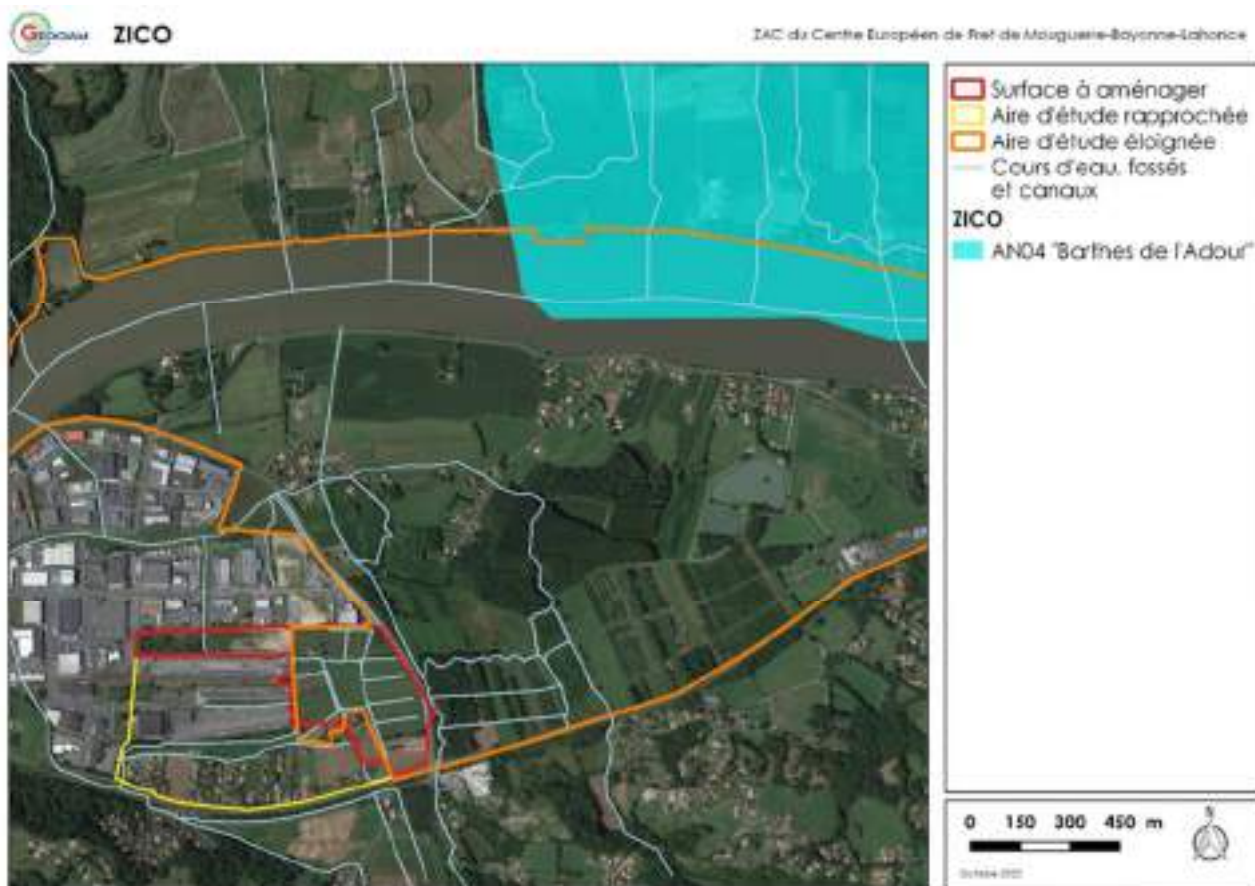 ZICO
ZAC du Centre Européen de Fret de Mouguerre-Bayonne-Lahonce
Surface à aménager
Aire d'étude rapprochée
Aire d'étude éloignée
Cours d'eau, fossés
et canaux
ZICO
AN04 "Barthes de l'Adour"
0 150 300 450 m
N